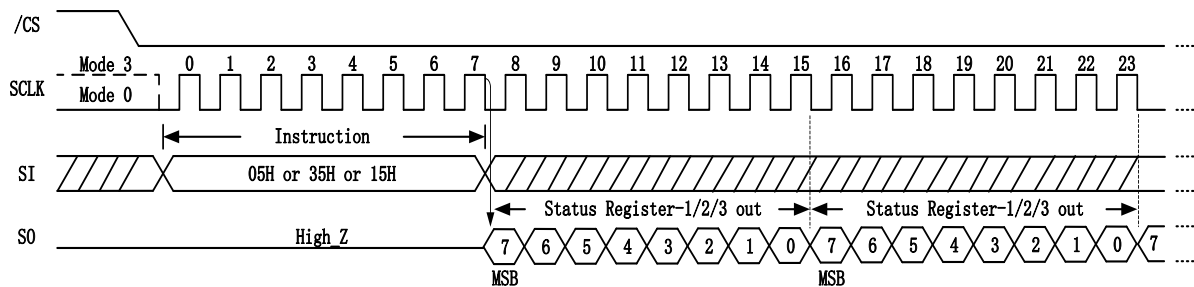 /CS
Mode 3 0 1 2 3 4 5 6 7 8 9 10 11 12 13 14 15 16 17 18 19 20 21 22 23
SCLK
Mode 0
Instruction
SI 05H or 35H or 15H
Status Register-1/2/3 out Status Register-1/2/3 out
SO High_Z 7 6 5 4 3 2 1 0 7 6 5 4 3 2 1 0 7
MSB MSB